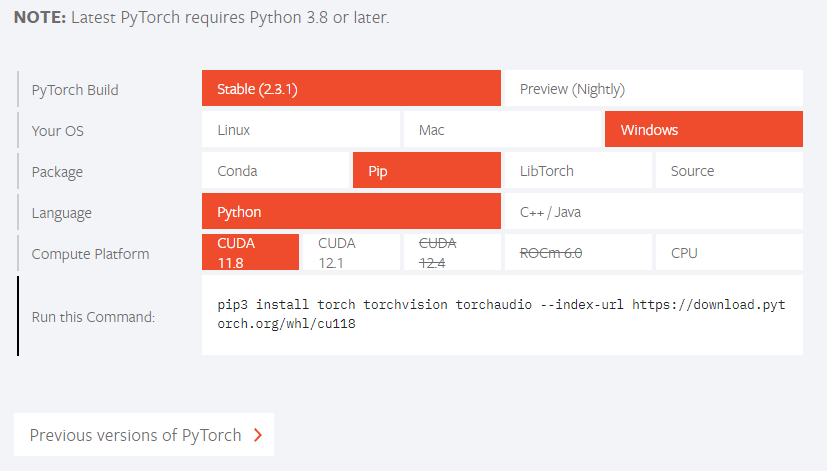 NOTE: Latest PyTorch requires Python 3.8 or later.
PyTorch Build
Stable (2.3.1)
Preview (Nightly)
Your OS
Linux
Mac
Windows
Package
Conda
Pip
LibTorch
Source
Language
Python
C++ / Java
Compute Platform
CUDA
11.8
CUDA
12.1
CUDA
12.4
ROCm 6.0
CPU
Run this Command:
pip3 install torch torchvision torchaudio --index-url https://download.pyt
orch.org/whl/cu118
Previous versions of PyTorch